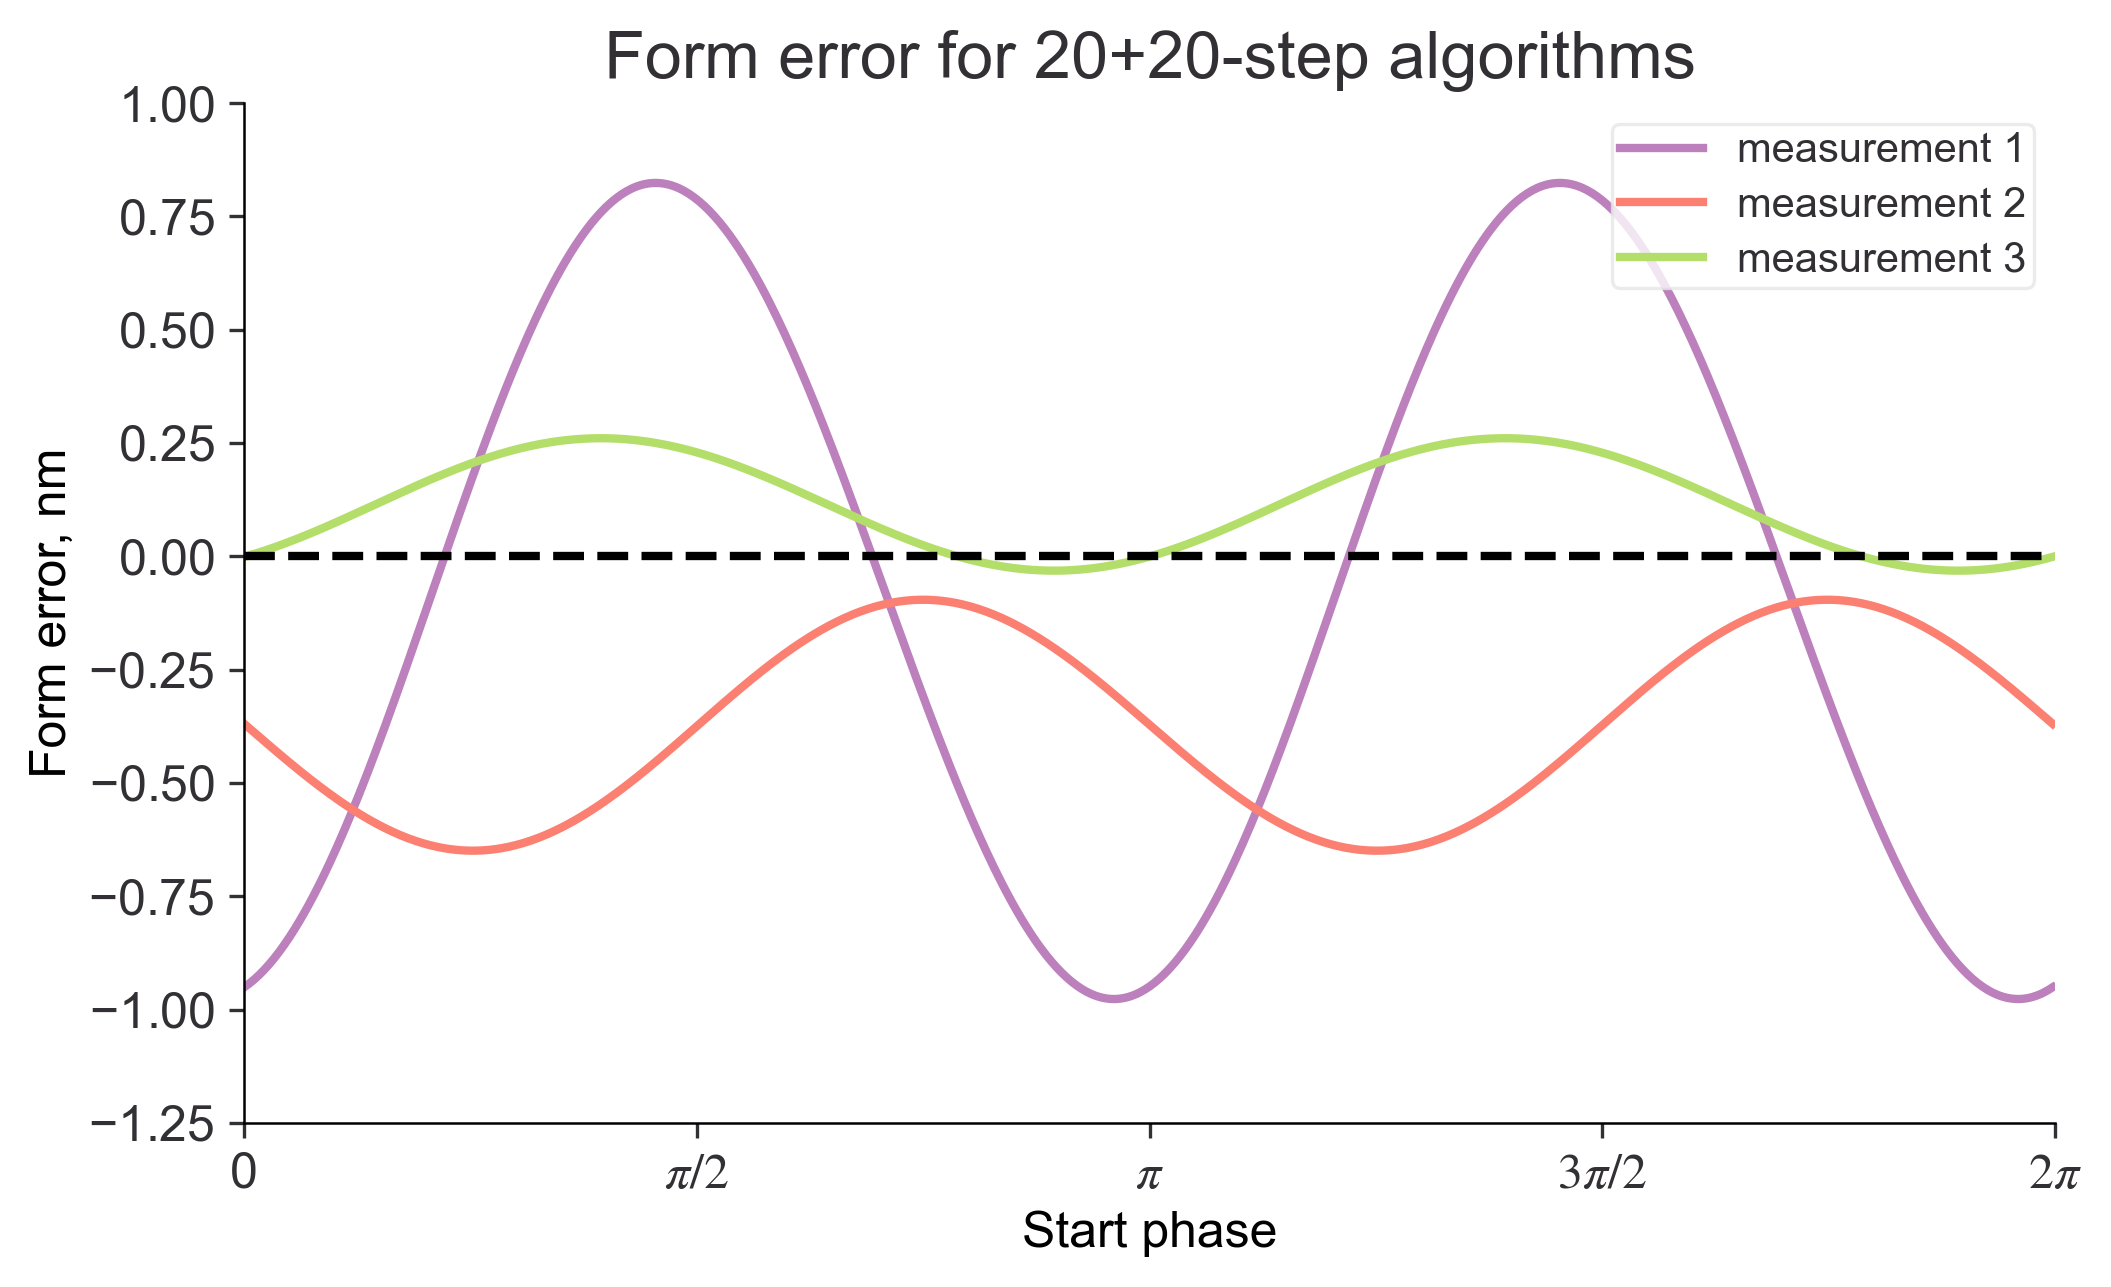 Form error for 20+20-step algorithms
1.00
0.75
0.50
0.25
0.00
−0.25
−0.50
−0.75
−1.00
−1.25
Form error, nm
measurement 1
measurement 2
measurement 3
0
π/2
π
3π/2
2π
Start phase